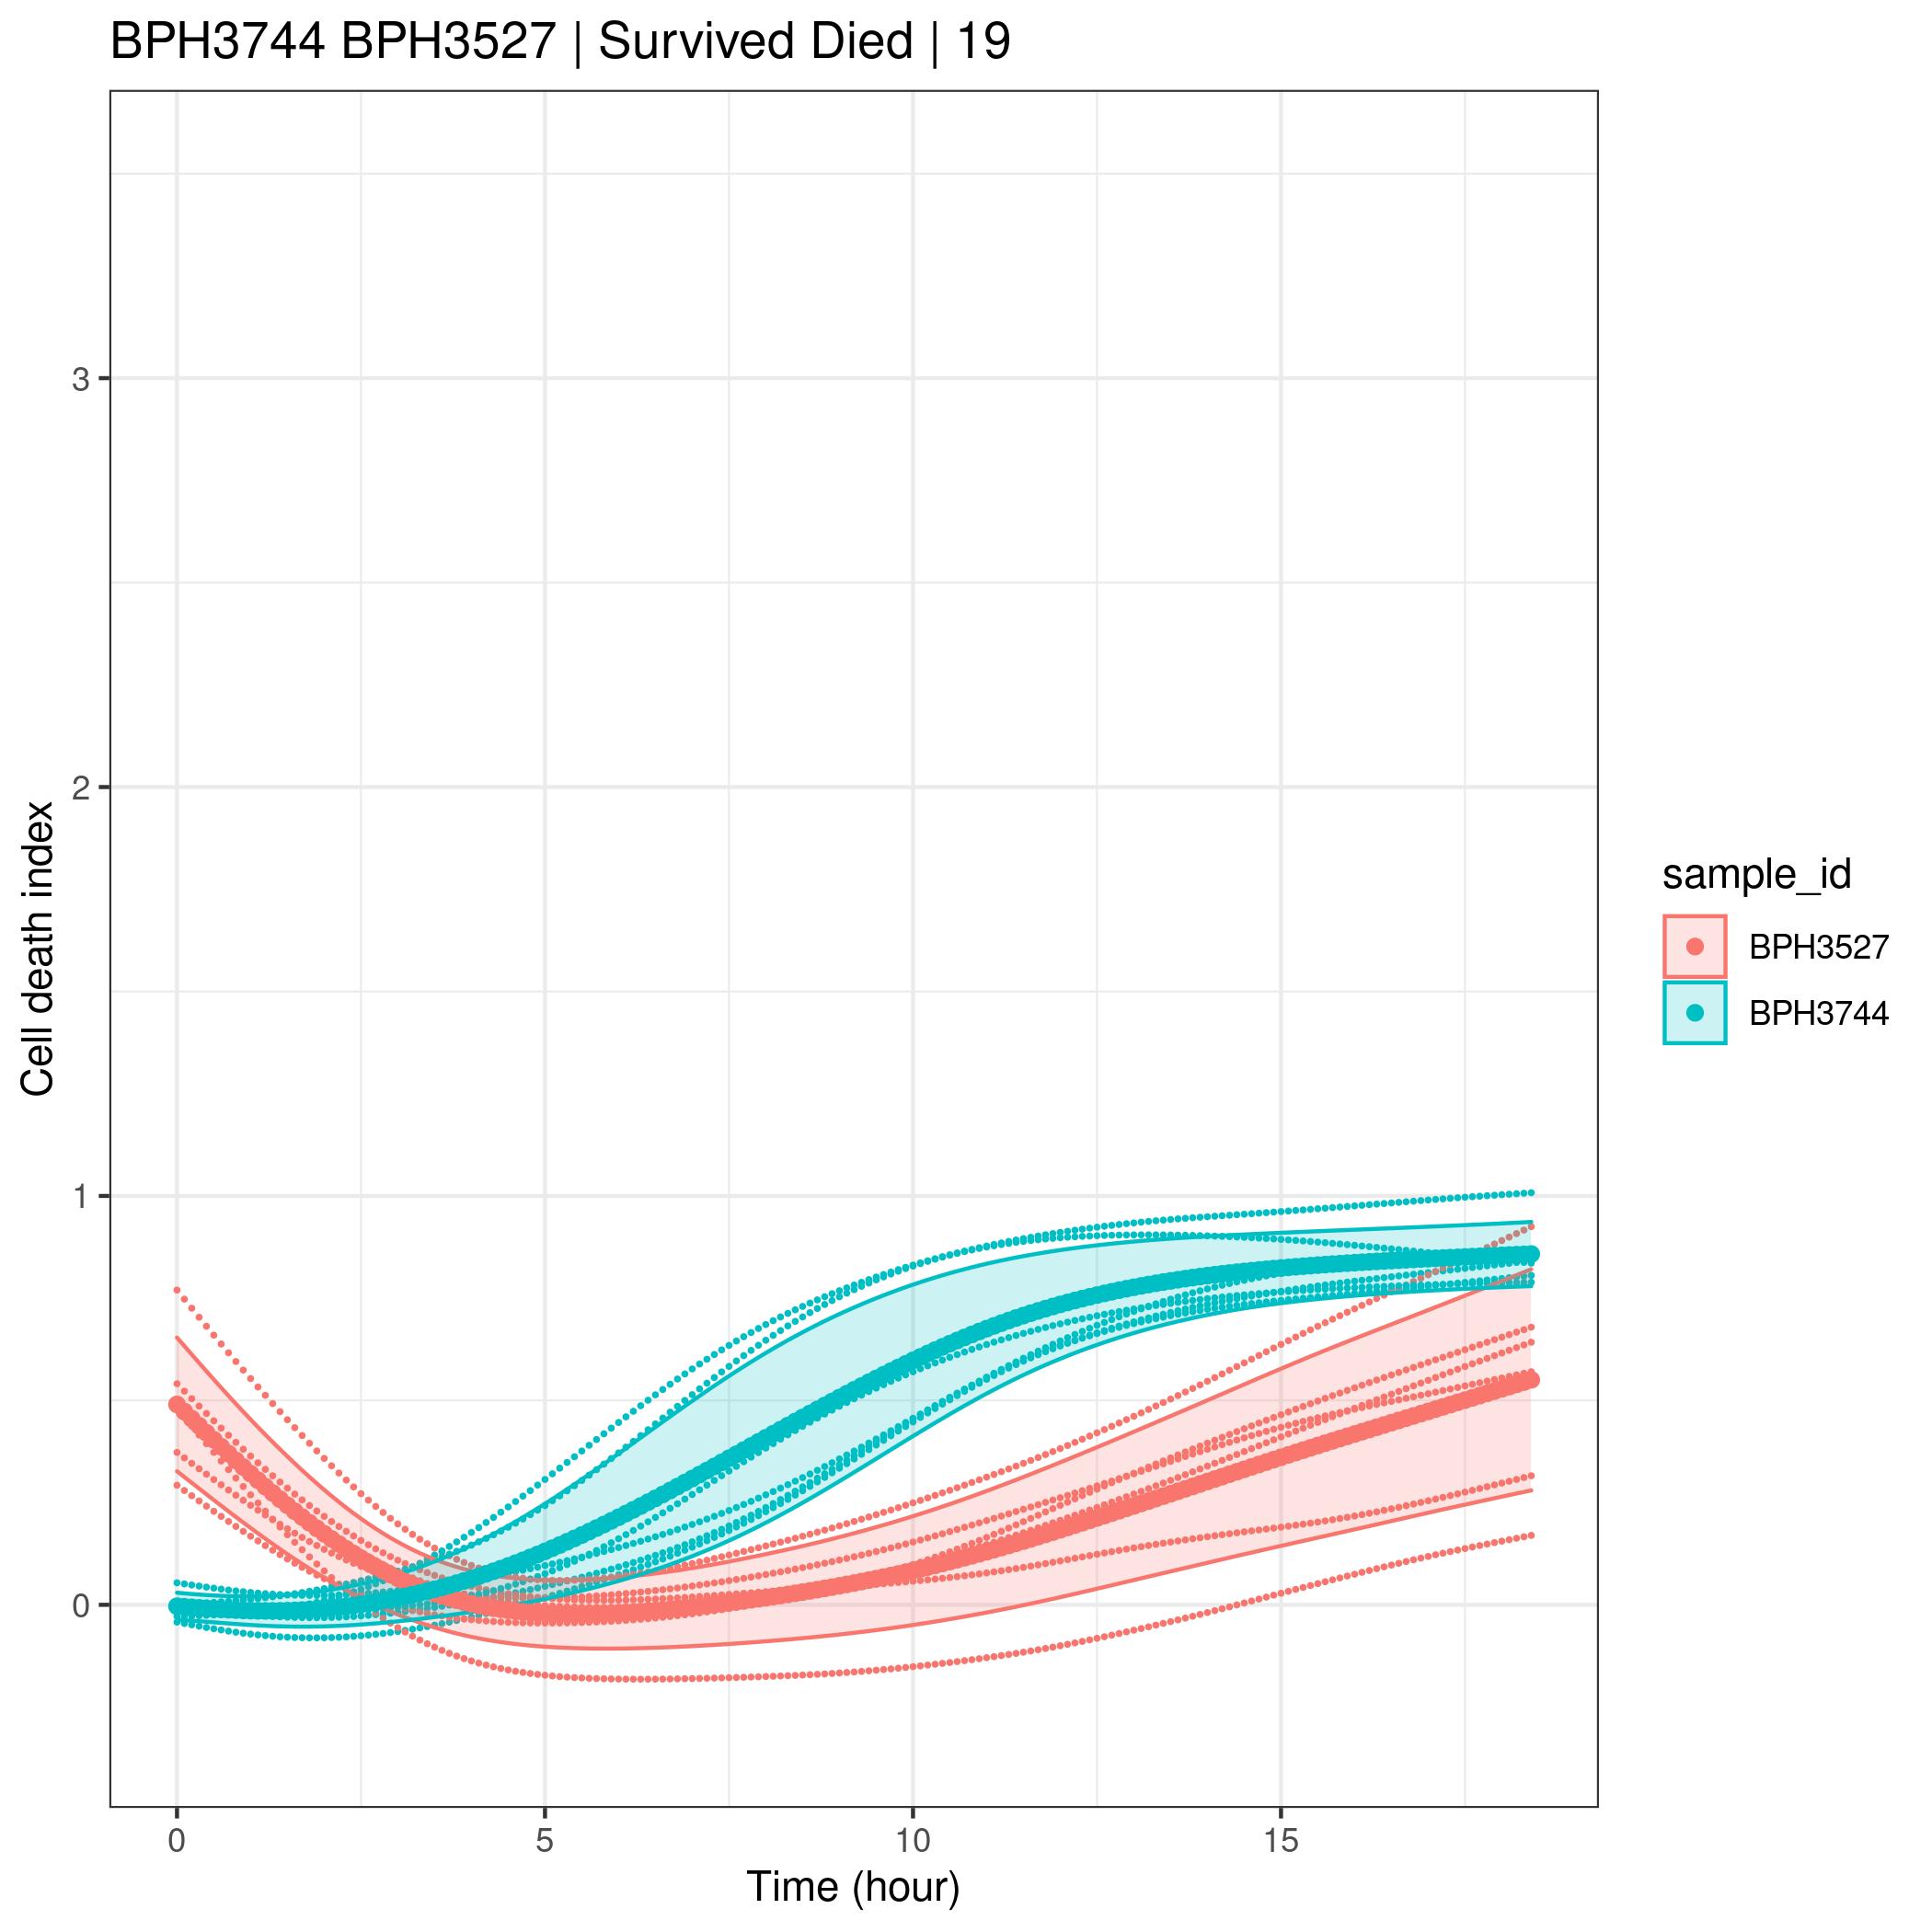 BPH3744 BPH3527 | Survived Died | 19
3
2
1
0
Cell death index
0 5 10 15
Time (hour)
sample_id
BPH3527
BPH3744